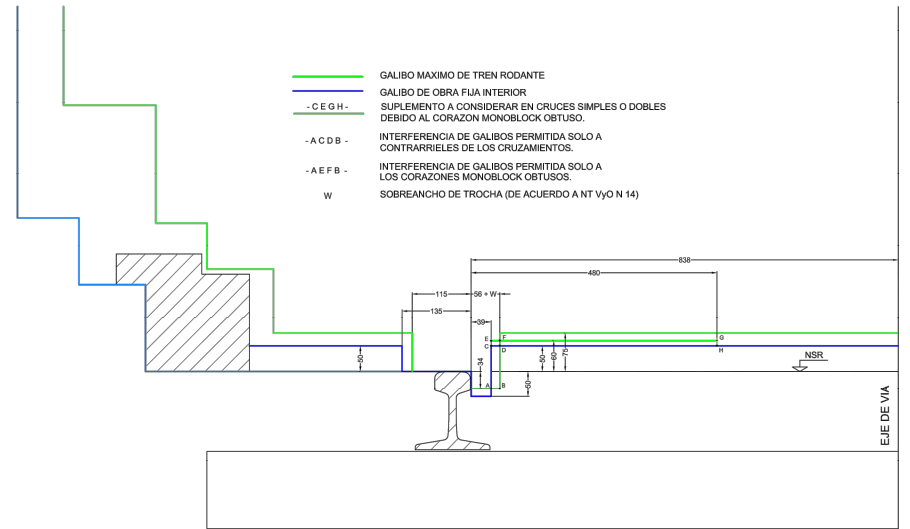 GALIBO MAXIMO DE TREN RODANTE
GALIBO DE OBRA FIJA INTERIOR
- C E G H -
SUPLEMENTO A CONSIDERAR EN CRUCES SIMPLES O DOBLES
DEBIDO AL CORAZON MONOBLOCK OBTUSO.
- A C D B -
INTERFERENCIA DE GALIBOS PERMITIDA SOLO A
CONTRARRIELES DE LOS CRUZAMIENTOS.
- A E F B -
INTERFERENCIA DE GALIBOS PERMITIDA SOLO A
LOS CORAZONES MONOBLOCK OBTUSOS.
W
SOBREANCHO DE TROCHA (DE ACUERDO A NT VyO N 14)
838
480
115
56 + W
135
39
E
F
G
C
D
H
50
34
50
60
75
NSR
A
B
50
EJE DE VIA